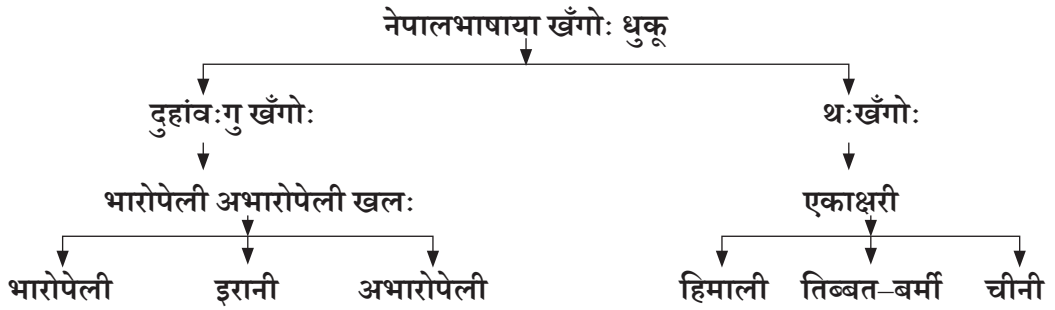 नेपालभाषाया खँगोः धुकू
दुहांवःगु खँगोः थःखँगोः
भारोपेली अभारोपेली खलः एकाक्षरी
भारोपेली इरानी अभारोपेली हिमाली तिब्बत–बर्मी चीनी